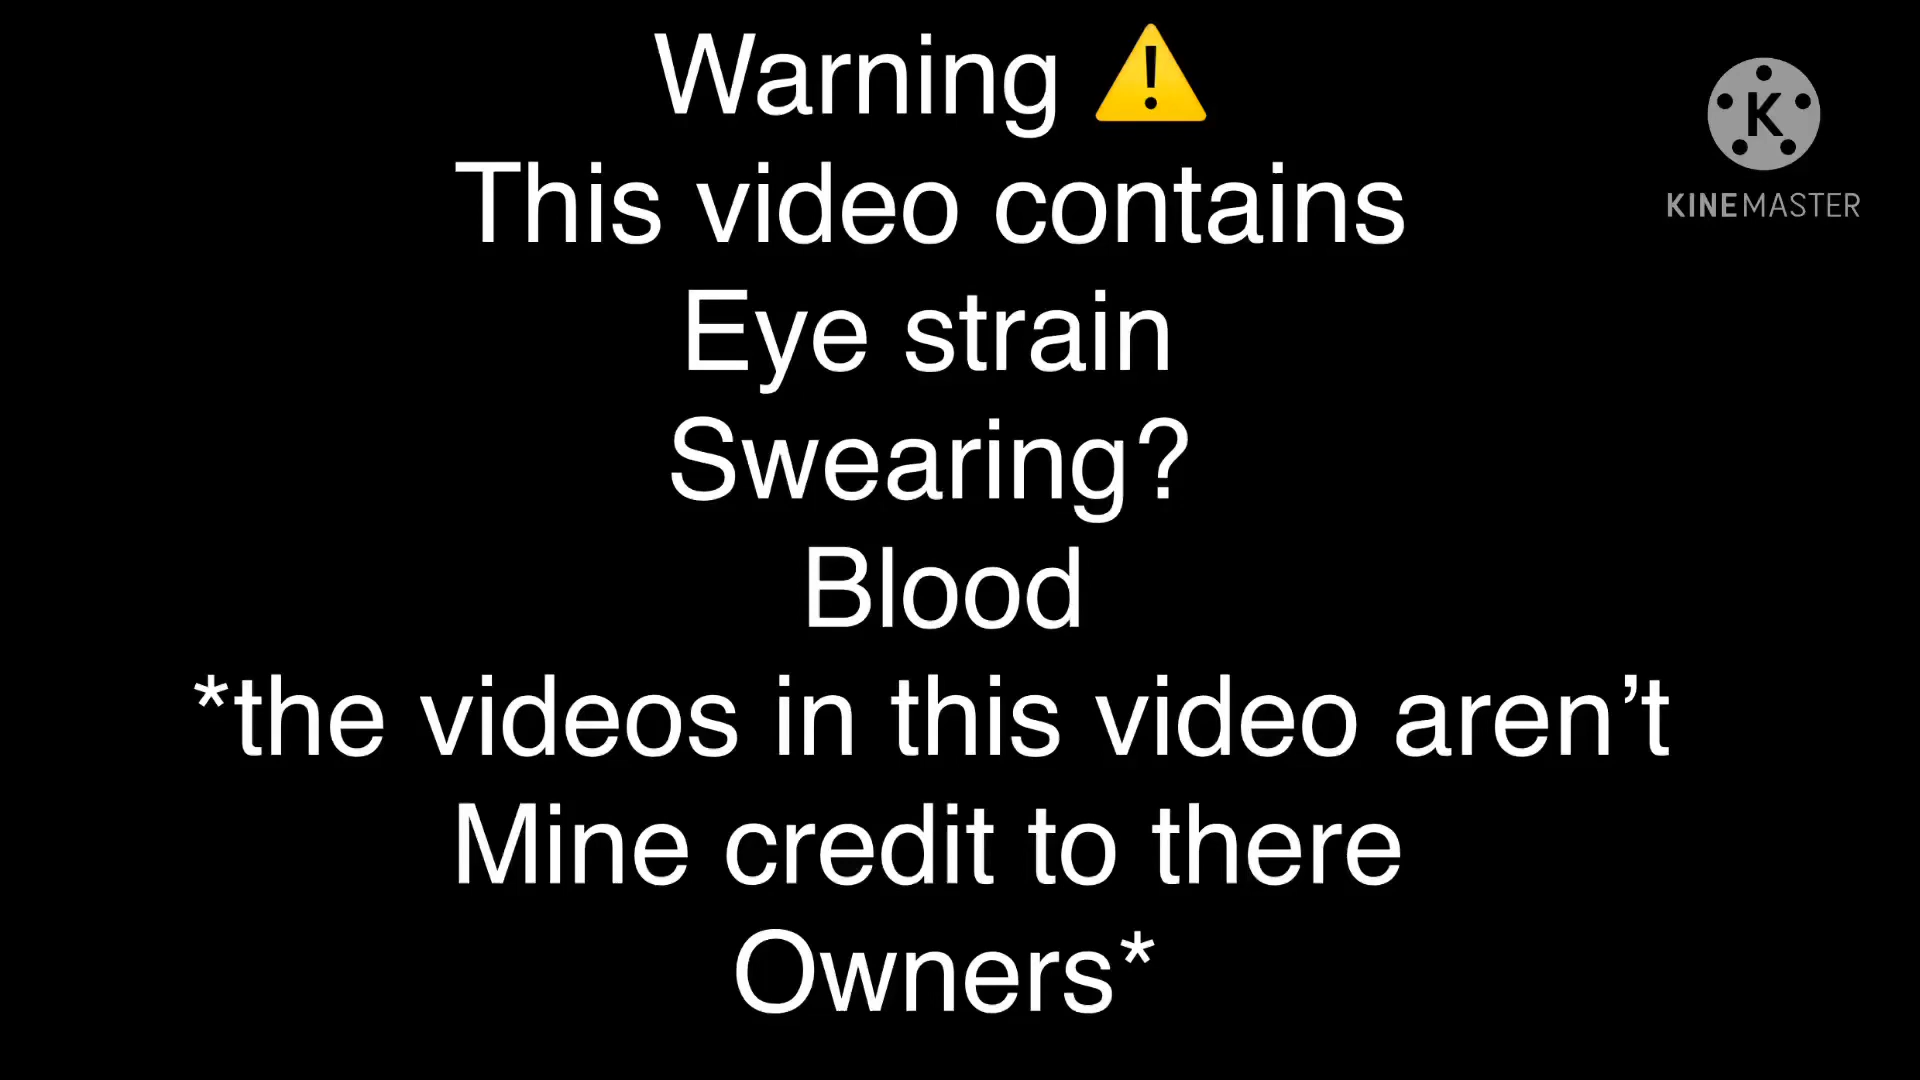 Warning ⚠️
This video contains
Eye strain
Swearing?
Blood
*the videos in this video aren’t
Mine credit to there
Owners*
K
KINEMASTER